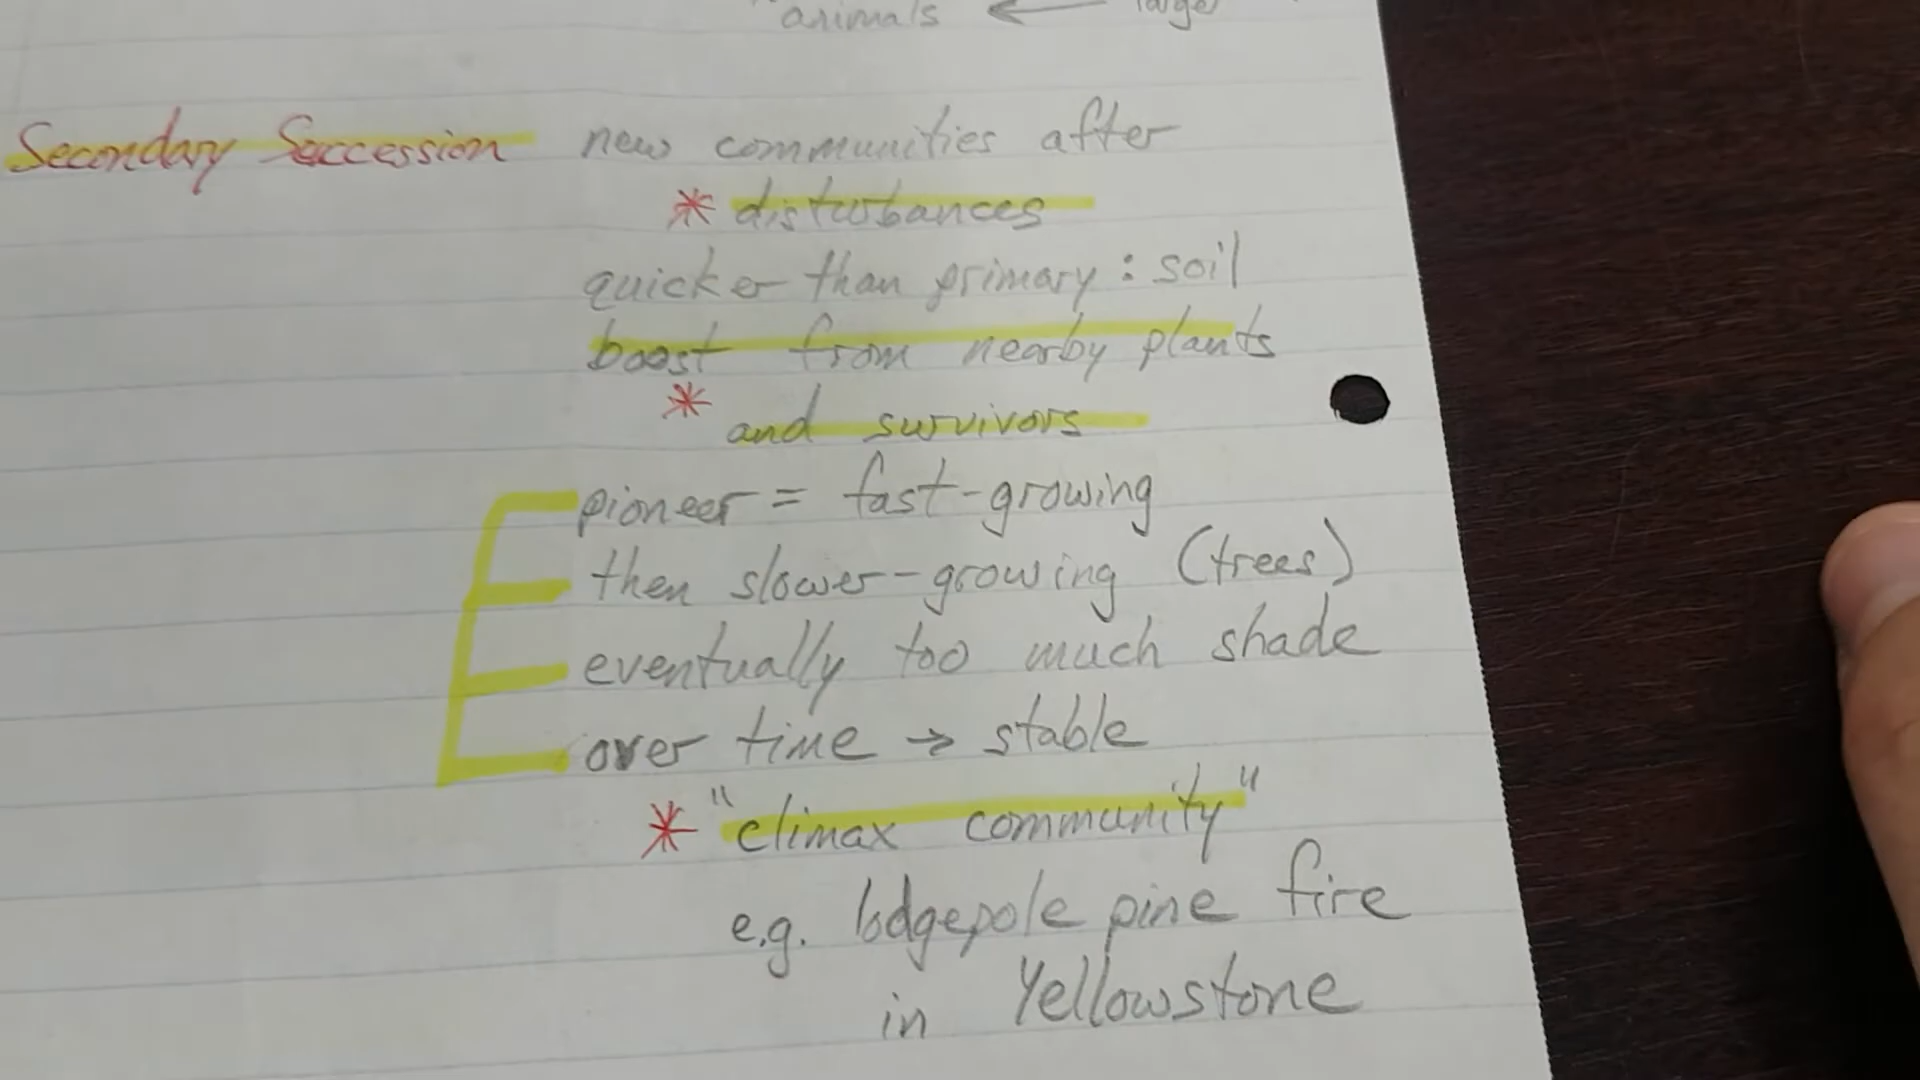 animals ← large
Secondary Succession new communities after
* disturbances
quicker than primary : soil
boost from nearby plants
* and survivors
pioneer = fast-growing
then slower-growing (trees)
eventually too much shade
over time → stable
* "climax community"
e.g. lodgepole pine fire
in Yellowstone